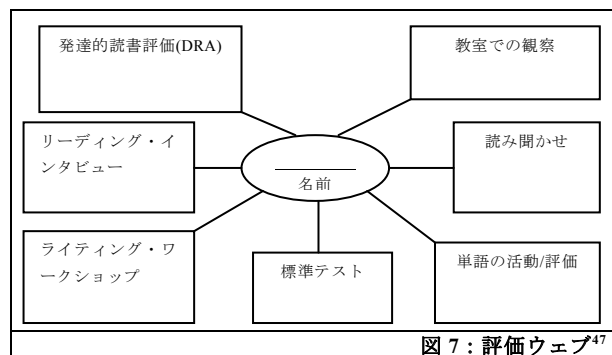 発達的読書評価(DRA)
教室での観察
リーディング・イ
ンタビュー
名前
読み聞かせ
ライティング・ワ
ークショップ
標準テスト
単語の活動/評価
図 7：評価ウェブ47